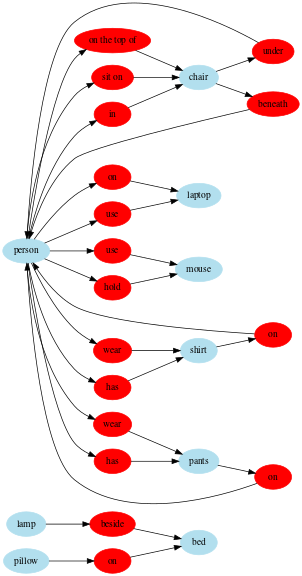 on the top of
under
sit on
chair
in
beneath
on
laptop
use
person
use
mouse
hold
on
wear
shirt
has
wear
has
pants
on
lamp
beside
bed
pillow
on